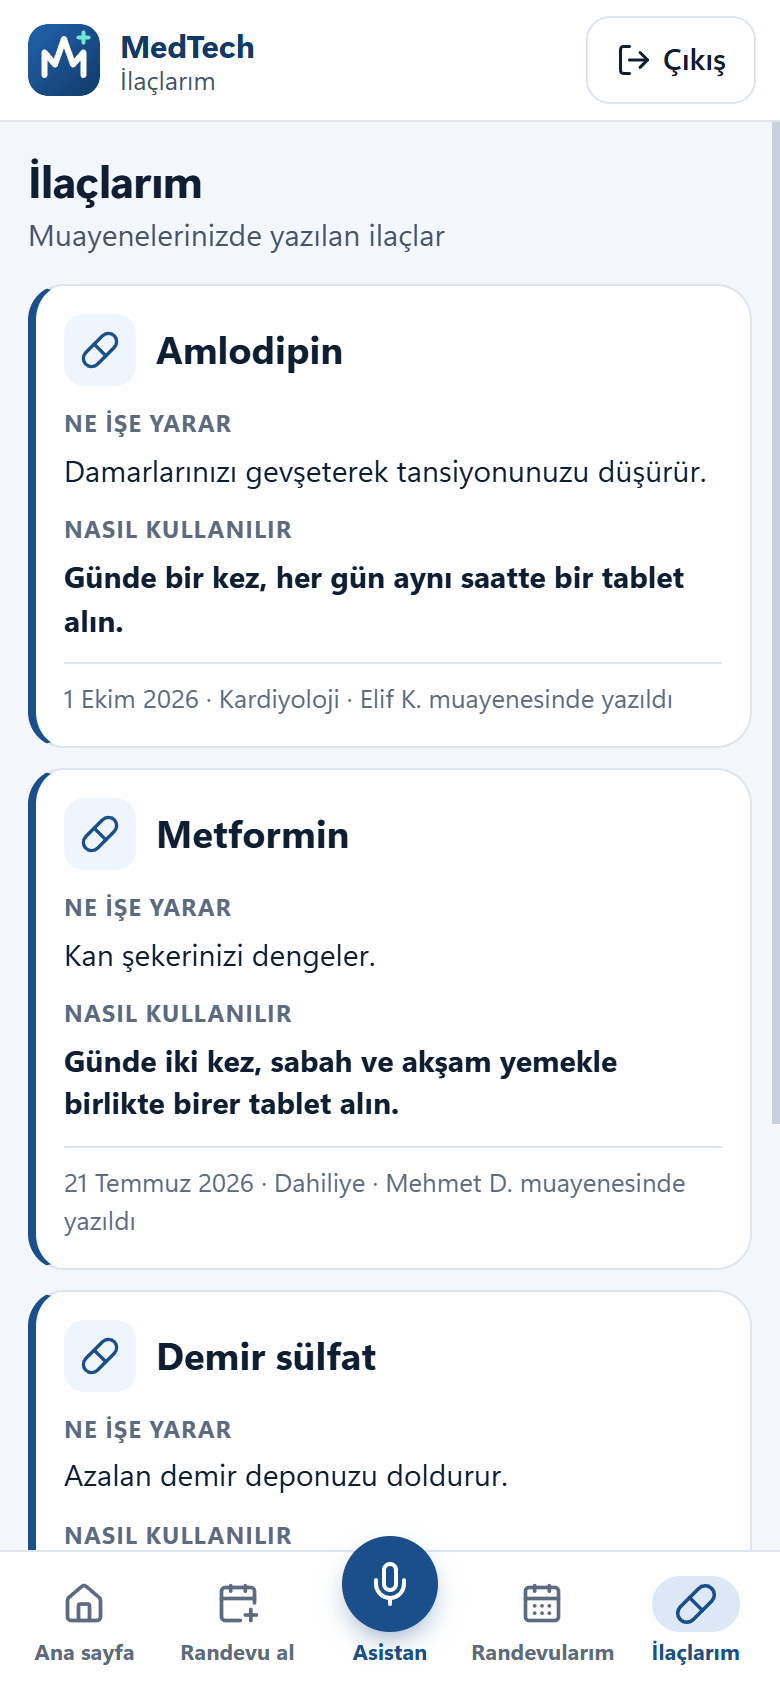 MedTech
İlaçlarım
Çıkış
İlaçlarım
Muayenelerinizde yazılan ilaçlar
Amlodipin
NE İŞE YARAR
Damarlarınızı gevşeterek tansiyonunuzu düşürür.
NASIL KULLANILIR
Günde bir kez, her gün aynı saatte bir tablet
alın.
1 Ekim 2026 · Kardiyoloji · Elif K. muayenesinde yazıldı
Metformin
NE İŞE YARAR
Kan şekerinizi dengeler.
NASIL KULLANILIR
Günde iki kez, sabah ve akşam yemekle
birlikte birer tablet alın.
21 Temmuz 2026 · Dahiliye · Mehmet D. muayenesinde
yazıldı
Demir sülfat
NE İŞE YARAR
Azalan demir deponuzu doldurur.
NASIL KULLANILIR
Ana sayfa
Randevu al
Asistan
Randevularım
İlaçlarım